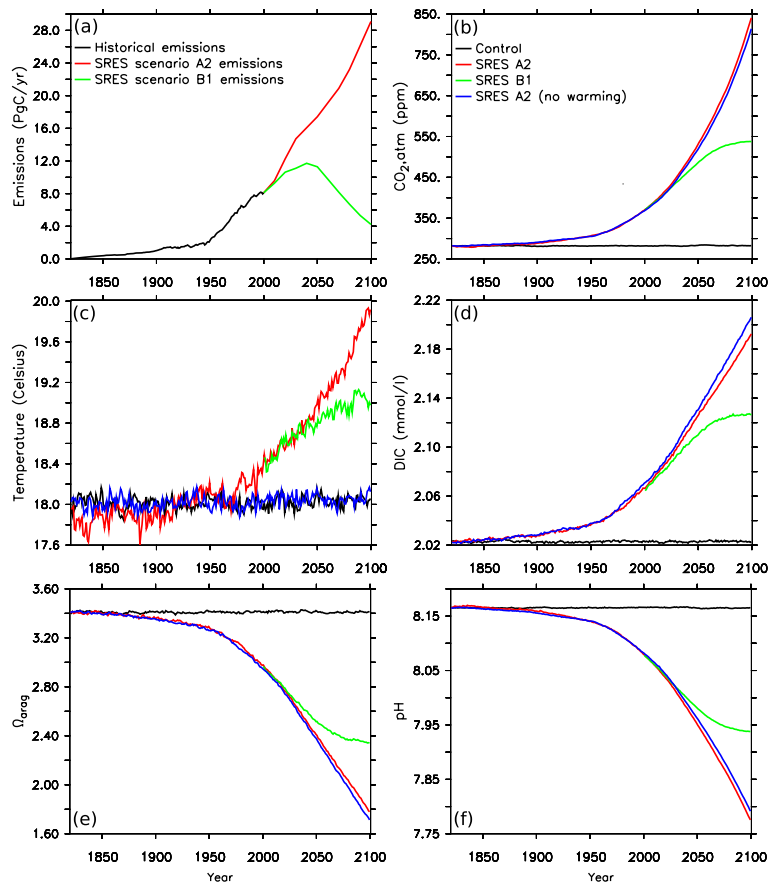 (a)
Historical emissions
SRES scenario A2 emissions
SRES scenario B1 emissions
Emissions (PgC/yr)
28.0
24.0
20.0
16.0
12.0
8.0
4.0
0.0
1850 1900 1950 2000 2050 2100
(b)
Control
SRES A2
SRES B1
SRES A2 (no warming)
CO2,atm (ppm)
850.
750.
650.
550.
450.
350.
250.
1850 1900 1950 2000 2050 2100
(c)
Temperature (Celsius)
20.0
19.6
19.2
18.8
18.4
18.0
17.6
1850 1900 1950 2000 2050 2100
(d)
DIC (mmol/l)
2.22
2.18
2.14
2.10
2.06
2.02
1850 1900 1950 2000 2050 2100
(e)
Ωarag
3.60
3.20
2.80
2.40
2.00
1.60
1850 1900 1950 2000 2050 2100
Year
(f)
pH
8.15
8.05
7.95
7.85
7.75
1850 1900 1950 2000 2050 2100
Year